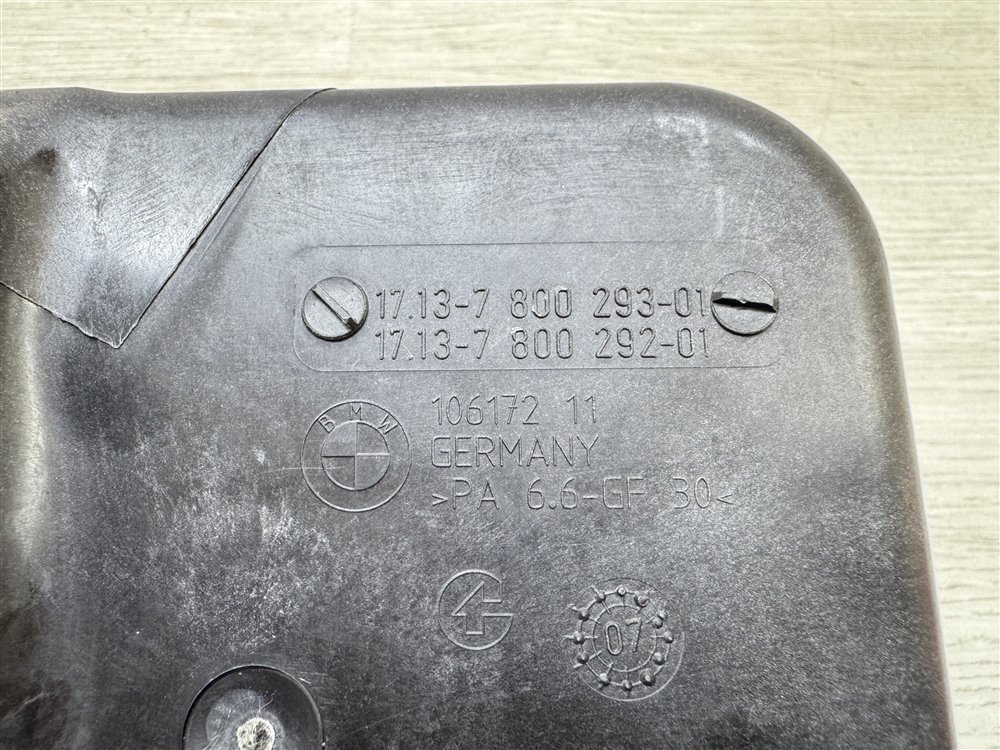 17.13-7 800 293-01
17.13-7 800 292-01
BMW
106172 11
GERMANY
>PA 6.6-GF 30<
4
07